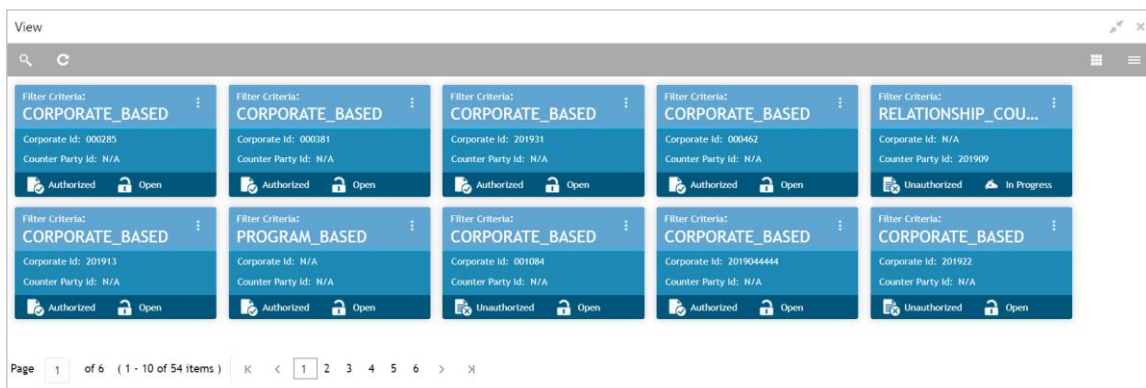 View
Filter Criteria:
CORPORATE_BASED
Corporate Id: 000285
Counter Party Id: N/A
Authorized Open
Filter Criteria:
CORPORATE_BASED
Corporate Id: 000381
Counter Party Id: N/A
Authorized Open
Filter Criteria:
CORPORATE_BASED
Corporate Id: 201931
Counter Party Id: N/A
Authorized Open
Filter Criteria:
CORPORATE_BASED
Corporate Id: 000462
Counter Party Id: N/A
Authorized Open
Filter Criteria:
RELATIONSHIP_COU...
Corporate Id: N/A
Counter Party Id: 201909
Unauthorized In Progress
Filter Criteria:
CORPORATE_BASED
Corporate Id: 201913
Counter Party Id: N/A
Authorized Open
Filter Criteria:
PROGRAM_BASED
Corporate Id: N/A
Counter Party Id: N/A
Authorized Open
Filter Criteria:
CORPORATE_BASED
Corporate Id: 001084
Counter Party Id: N/A
Unauthorized Open
Filter Criteria:
CORPORATE_BASED
Corporate Id: 2019044444
Counter Party Id: N/A
Authorized Open
Filter Criteria:
CORPORATE_BASED
Corporate Id: 201922
Counter Party Id: N/A
Unauthorized Open
Page 1 of 6 ( 1 - 10 of 54 items ) 1 2 3 4 5 6